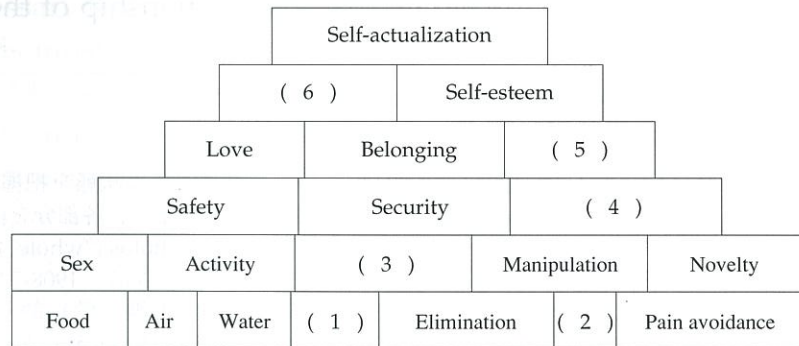 Self-actualization
( 6 ) Self-esteem
Love Belonging ( 5 )
Safety Security ( 4 )
Sex Activity ( 3 ) Manipulation Novelty
Food Air Water ( 1 ) Elimination ( 2 ) Pain avoidance